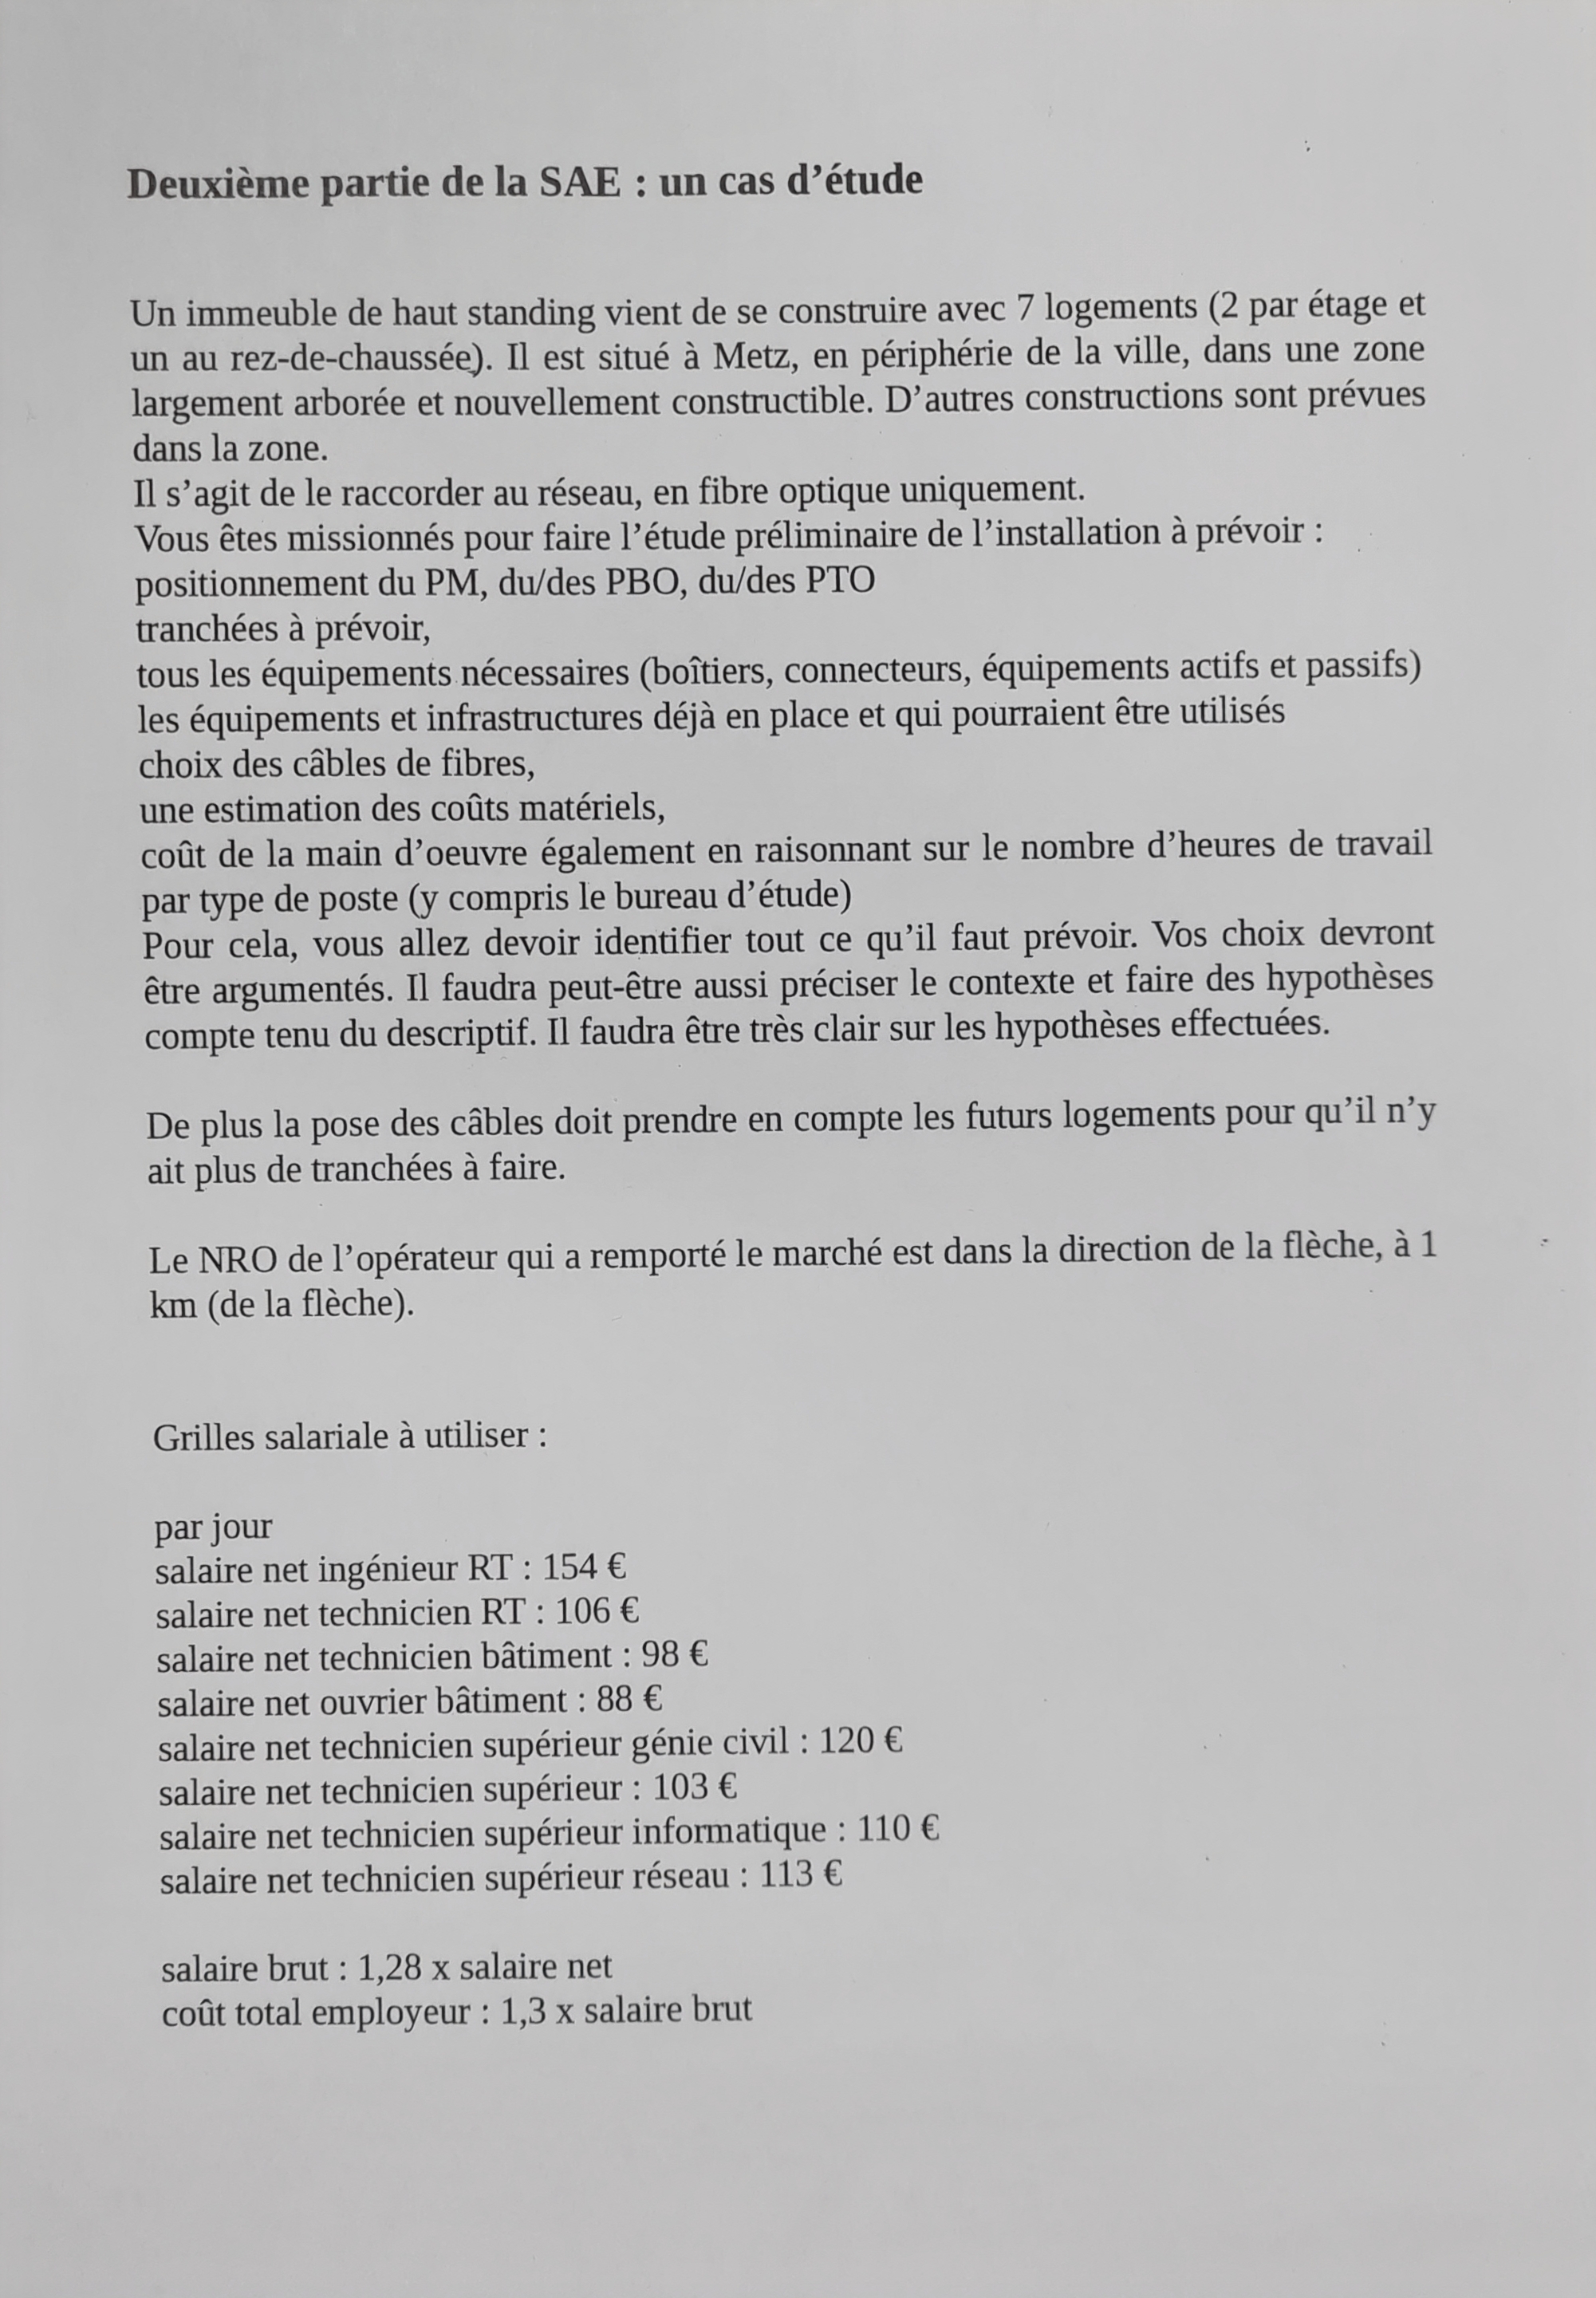 Deuxième partie de la SAE : un cas d’étude
Un immeuble de haut standing vient de se construire avec 7 logements (2 par étage et
un au rez-de-chaussée). Il est situé à Metz, en périphérie de la ville, dans une zone
largement arborée et nouvellement constructible. D’autres constructions sont prévues
dans la zone.
Il s’agit de le raccorder au réseau, en fibre optique uniquement.
Vous êtes missionnés pour faire l’étude préliminaire de l’installation à prévoir :
positionnement du PM, du/des PBO, du/des PTO
tranchées à prévoir,
tous les équipements nécessaires (boîtiers, connecteurs, équipements actifs et passifs)
les équipements et infrastructures déjà en place et qui pourraient être utilisés
choix des câbles de fibres,
une estimation des coûts matériels,
coût de la main d’oeuvre également en raisonnant sur le nombre d’heures de travail
par type de poste (y compris le bureau d’étude)
Pour cela, vous allez devoir identifier tout ce qu’il faut prévoir. Vos choix devront
être argumentés. Il faudra peut-être aussi préciser le contexte et faire des hypothèses
compte tenu du descriptif. Il faudra être très clair sur les hypothèses effectuées.
De plus la pose des câbles doit prendre en compte les futurs logements pour qu’il n’y
ait plus de tranchées à faire.
Le NRO de l’opérateur qui a remporté le marché est dans la direction de la flèche, à 1
km (de la flèche).
Grilles salariale à utiliser :
par jour
salaire net ingénieur RT : 154 €
salaire net technicien RT : 106 €
salaire net technicien bâtiment : 98 €
salaire net ouvrier bâtiment : 88 €
salaire net technicien supérieur génie civil : 120 €
salaire net technicien supérieur : 103 €
salaire net technicien supérieur informatique : 110 €
salaire net technicien supérieur réseau : 113 €
salaire brut : 1,28 x salaire net
coût total employeur : 1,3 x salaire brut